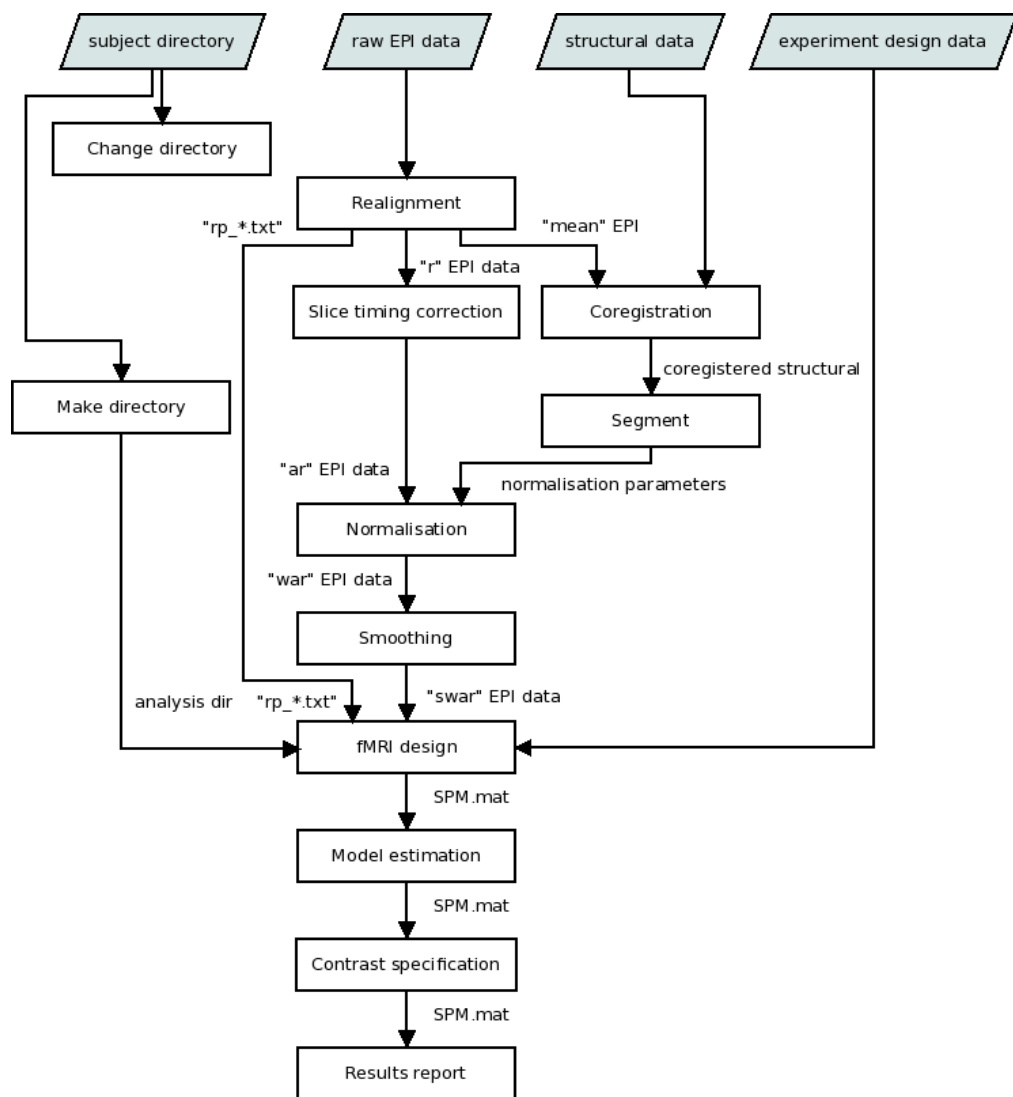 subject directory
raw EPI data
structural data
experiment design data
Change directory
Realignment
"rp_*.txt"
"mean" EPI
"r" EPI data
Slice timing correction
Coregistration
coregistered structural
Make directory
Segment
"ar" EPI data
normalisation parameters
Normalisation
"war" EPI data
Smoothing
analysis dir
"rp_*.txt"
"swar" EPI data
fMRI design
SPM.mat
Model estimation
SPM.mat
Contrast specification
SPM.mat
Results report